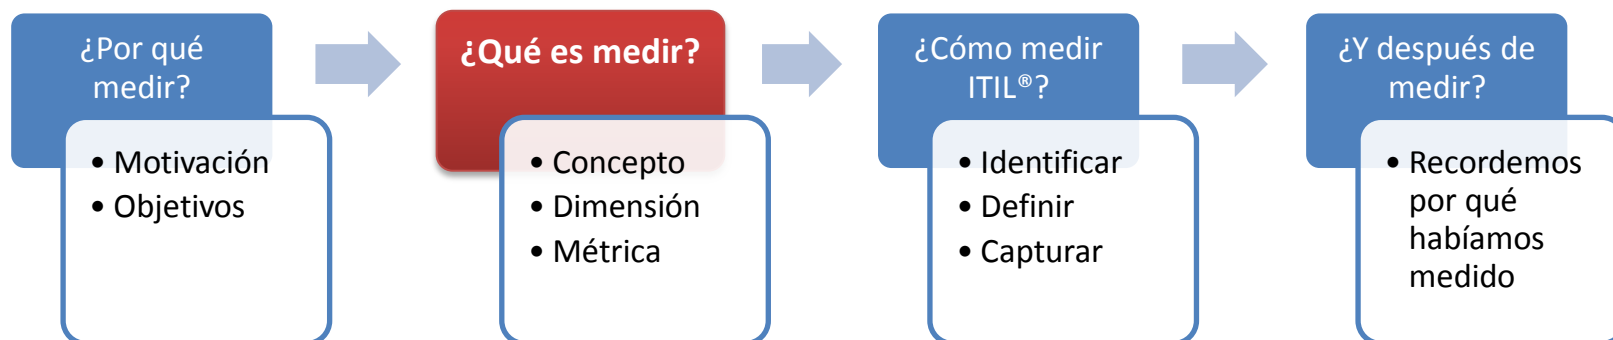 ¿Por qué
medir?
• Motivación
• Objetivos
¿Qué es medir?
• Concepto
• Dimensión
• Métrica
¿Cómo medir
ITIL®?
• Identificar
• Definir
• Capturar
¿Y después de
medir?
• Recordemos
por qué
habíamos
medido